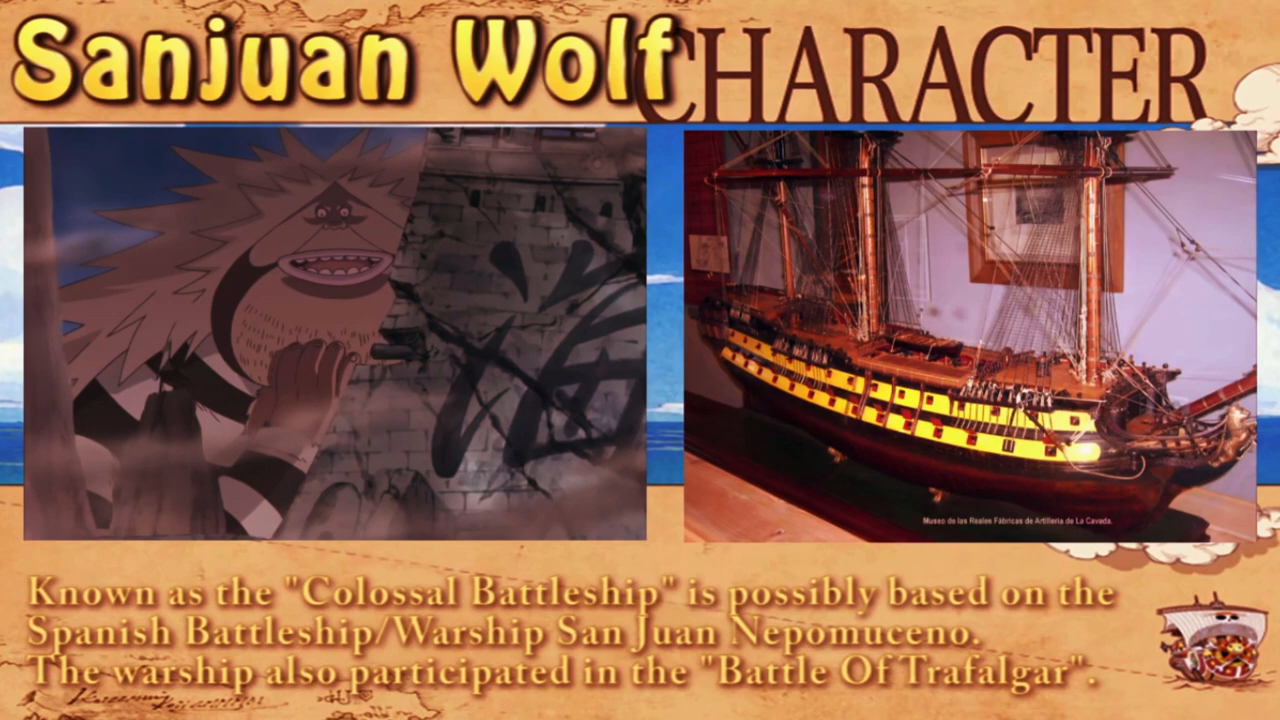 Sanjuan Wolf
CHARACTER
Museo de las Reales Fábricas de Artillería de La Cavada.
Known as the "Colossal Battleship" is possibly based on the
Spanish Battleship/Warship San Juan Nepomuceno.
The warship also participated in the "Battle Of Trafalgar".